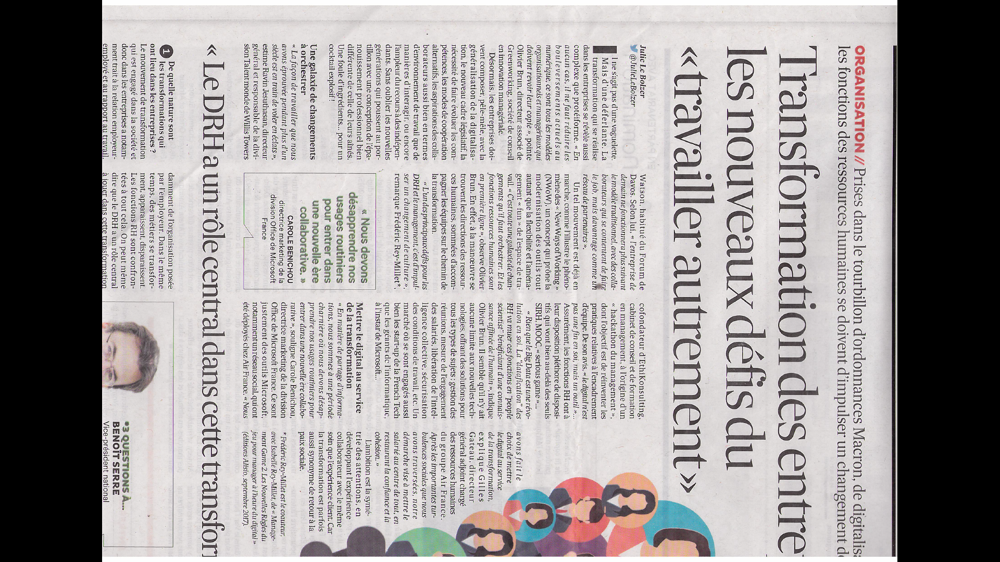 ORGANISATION // Prises dans le tourbillon d'ordonnances Macron, de digitalis
les fonctions des ressources humaines se doivent d'impulser un changement d
Transformation des entre
les nouveaux défis du
« travailler autrement »
Julie Le Bolzer
@JulieLeBolzer
Il ne s'agit pas d'une vaguelette.
Mais d'une déferlante. La
transformation qui se réalise
dans les entreprises se révèle aussi
complexe que protéiforme. « En
aucun cas, il ne faut réduire les
bouleversements actuels au
numérique, ce sont tous les modèles
organisationnels et managériaux qui
doivent revoir leur copie », pointe
Olivier Brun, directeur associé de
Greenworking, société de conseil
en innovation managériale.
Désormais, les entreprises doi-
vent composer, pêle-mêle, avec la
généralisation de la digitalisa-
tion, le nouveau cadre législatif, la
nécessité de faire évoluer les com-
pétences, les modes de coopération
alternatifs, les aspirations des colla-
borateurs aussi bien en termes
d'environnement de travail que de
manières d'interagir, ou encore
l'ampleur du recours à des indépen-
dants. Sans oublier les nouvelles
générations qui poussent au por-
tillon avec une conception de l'épa-
nouissement professionnel bien
différente de celle de leurs aînés.
Une foule d'ingrédients… pour un
cocktail explosif !
Une galaxie de changements
à orchestrer
« La façon de travailler que nous
avons éprouvée pendant plus d'un
siècle est en train de voler en éclats »,
estime Ravin Jesuthasan, directeur
général et responsable de la divi-
sion Talent monde de Willis Towers
Watson, habitué du Forum de
Davos. Selon lui, « l'entreprise de
demain ne fonctionnera plus suivant
le modèle traditionnel, avec des colla-
borateurs qui se contentent de faire
le job, mais davantage comme un
réseau de partenaires ».
Un tel mouvement est déjà en
marche, comme l'illustre le phéno-
mène des « New Ways of Working »
(NWoW), un concept qui prône la
modernisation des outils tout
autant que la flexibilité et l'aména-
gement « fun » de l'espace de tra-
vail. « C'est toute une galaxie de chan-
gements qu'il faut orchestrer. Et les
fonctions ressources humaines sont
en première ligne », observe Olivier
Brun. En effet, à la manœuvre se
trouvent les directions des ressour-
ces humaines, sommées d'accom-
pagner les équipes sur le chemin de
la transformation.
« L'un des principaux défis pour les
DRH et le management, c'est d'impul-
ser un changement de culture »,
remarque Frédéric Rey-Millet*,
« Nous devons
désapprendre nos
usages routiniers
pour entrer dans
une nouvelle ère
collaborative. »
CAROLE BENICHOU
directrice marketing de la
division Office de Microsoft
France
cofondateur d'EthiKonsulting,
cabinet de conseil et de formation
en management, à l'origine d'un
« hackathon du management »,
dont l'objectif est de réinventer les
pratiques relatives à l'encadrement
d'équipe. De son avis, « le digital n'est
pas une fin en soi, mais un outil »…
Assurément, les fonctions RH ont à
leur disposition pléthore de disposi-
tifs qui vont bien au-delà des seuls
SIRH, MOOC, « serious game »…
« Rien que le Big Data est une révo-
lution en soi. La "datafication" des
RH va muer ces fonctions en "people
scientist" bénéficiant d'une connais-
sance affinée de l'humain », indique
Olivier Brun. Il semble qu'il n'y ait
aucune limite aux nouvelles tech-
nologies, offrant des solutions pour
tous les types de sujets : gestion des
réunions, mesure de l'engagement
des salariés, libération de l'intel-
ligence collective, sécurisation
des conditions de travail, etc. Un
marché où se sont engagés aussi
bien les start-up de la French Tech
que les géants de l'informatique,
à l'instar de Microsoft…
Mettre le digital au service
de la transformation
« En matière de partage d'informa-
tions, nous sommes à une période
charnière où nous devons désap-
prendre nos usages routiniers pour
entrer dans une nouvelle ère collabo-
rative », souligne Carole Benichou,
directrice marketing de la division
Office de Microsoft France. Ce sont
justement des outils Microsoft,
notamment un réseau social, qui ont
été déployés chez Air France. « Nous
avons fait le
choix de mettre
le digital au service
de la transformation,
explique Gilles
Gateau, directeur
général adjoint chargé
des ressources humaines
du groupe Air France.
Après les importantes tur-
bulences sociales que nous
avons traversées, notre
démarche vise à mettre le
salarié au centre de tout, en
restaurant la confiance et la
cohésion. »
L'ambition est la symé-
trie des attentions, en
développant l'expérience
collaborateur avec le même
soin que l'expérience client. Car
la transformation est parfois
aussi synonyme de retour à la
paix sociale.
* Frédéric Rey-Millet est le coauteur,
avec Isabelle Rey-Millet, de « Manage-
ment Game 2. Les Nouvelles Règles du
jeu pour manager à l'heure du digital »
(éditions Alisio, septembre 2017).
« Le DRH a un rôle central dans cette transfor
1 De quelle nature sont
les transformations qui
ont lieu dans les entreprises ?
Le mouvement de transformation
qui est engagé dans la société et
donc dans les entreprises a notam-
ment trait à la relation employeur-
employé et au rapport au travail,
damment de l'organisation posée
par l'employeur. Dans le même
temps, des métiers se transfor-
ment, apparaissent, disparaissent.
Les fonctions RH sont confron-
tées à tout cela. On peut même
dire que le DRH a un rôle central
à jouer dans cette transformation
*3 QUESTIONS À…
BENOÎT SERRE
Vice-président national